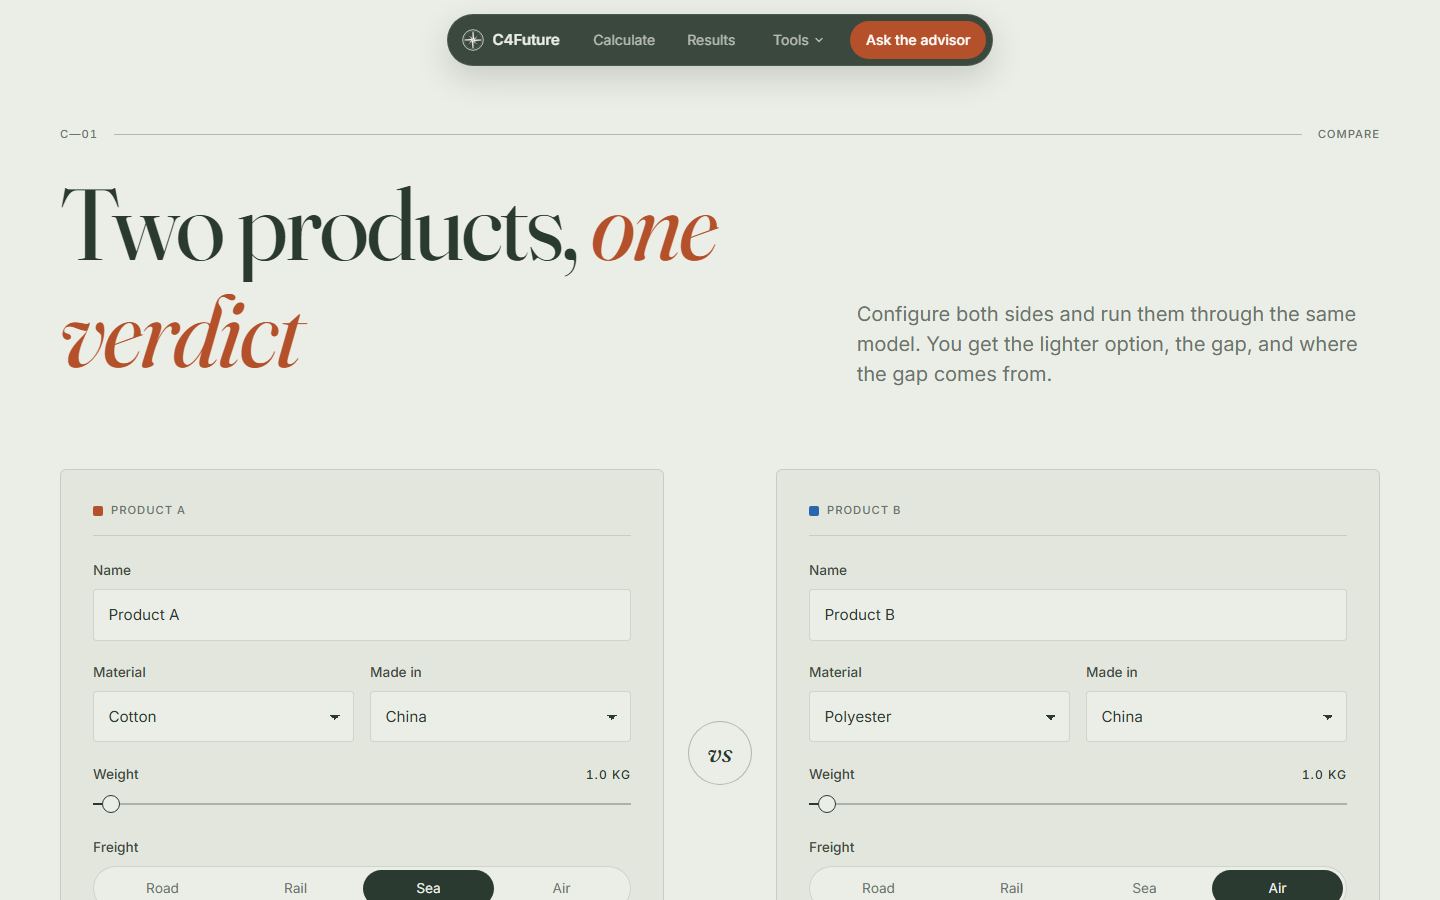 C4Future Calculate Results Tools Ask the advisor
C—01 COMPARE
Two products, one
verdict
Configure both sides and run them through the same
model. You get the lighter option, the gap, and where
the gap comes from.
PRODUCT A
Name
Product A
Material Made in
Cotton China
Weight 1.0 KG
Freight
Road Rail Sea Air
vs
PRODUCT B
Name
Product B
Material Made in
Polyester China
Weight 1.0 KG
Freight
Road Rail Sea Air